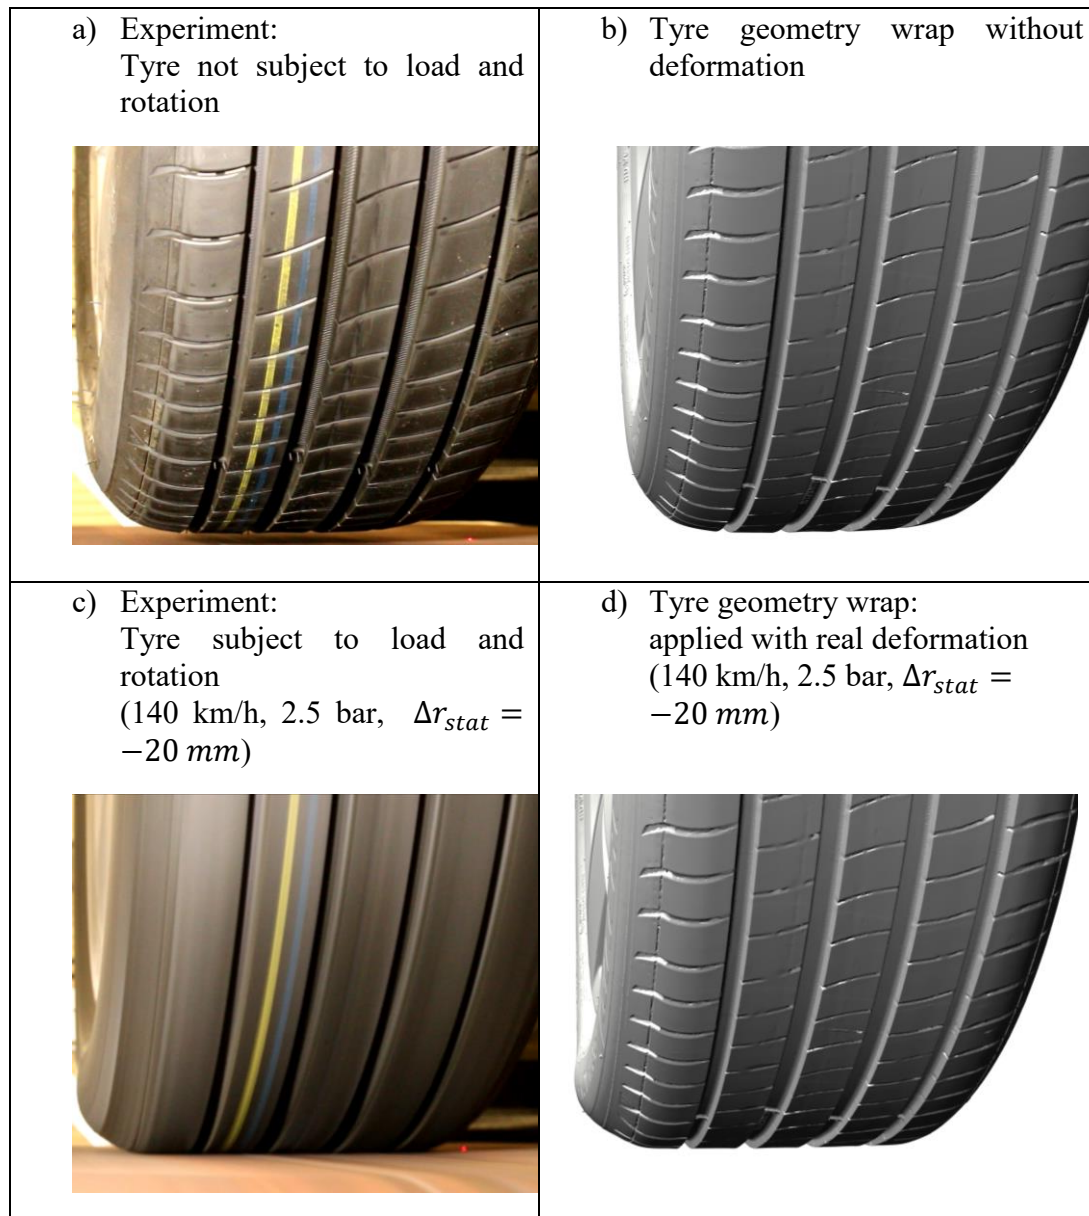 a) Experiment:
Tyre not subject to load and
rotation
b) Tyre geometry wrap without
deformation
c) Experiment:
Tyre subject to load and
rotation
(140 km/h, 2.5 bar, Δr_stat =
−20 mm)
d) Tyre geometry wrap:
applied with real deformation
(140 km/h, 2.5 bar, Δr_stat =
−20 mm)